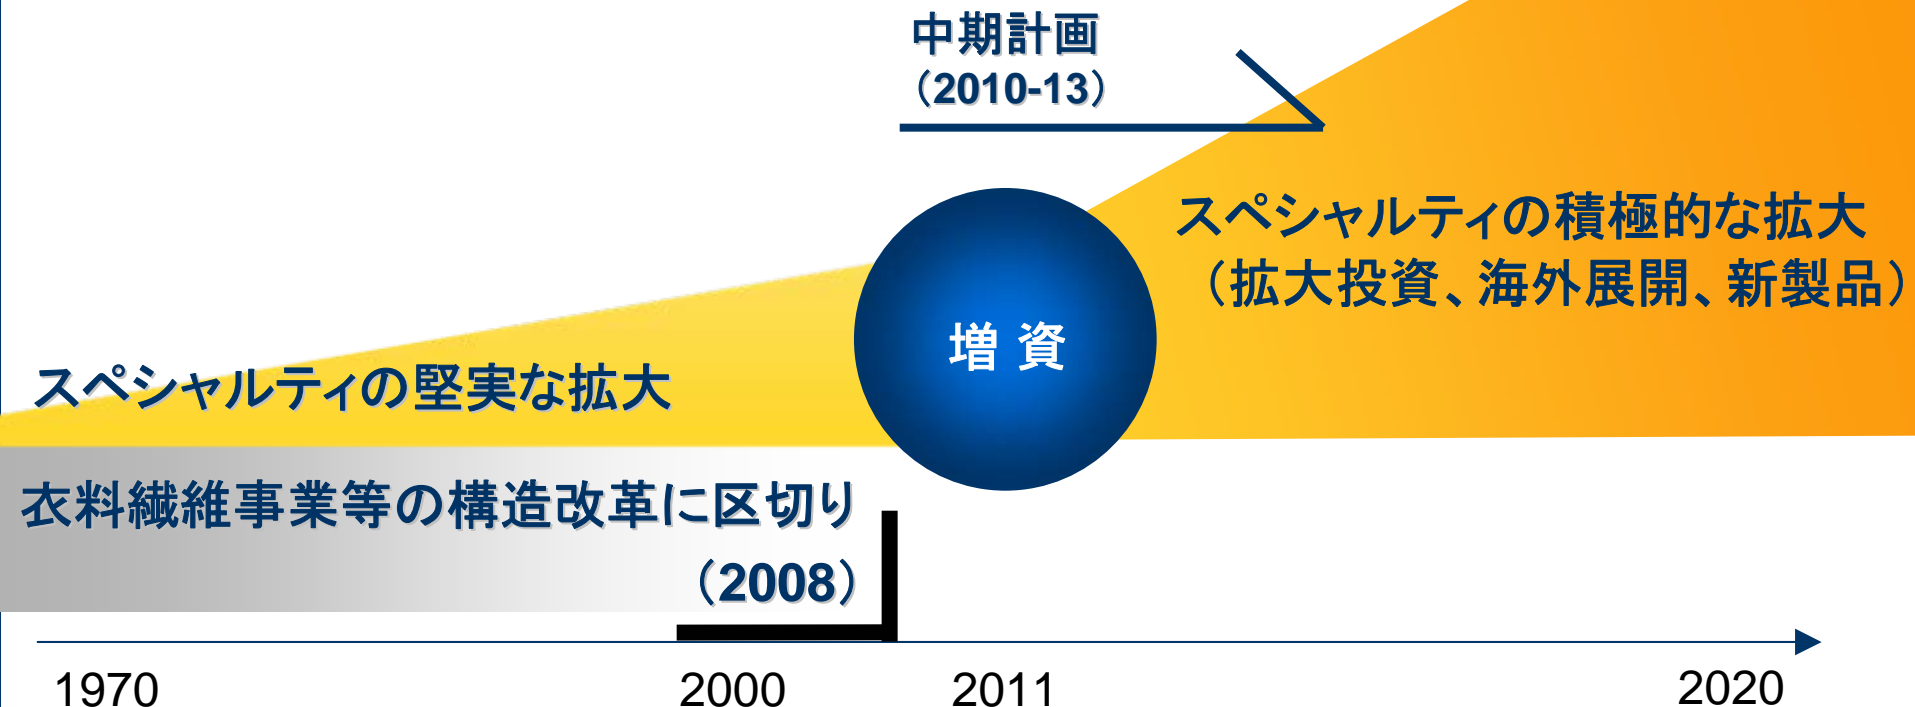 中期計画
（2010-13）
スペシャルティの積極的な拡大
（拡大投資、海外展開、新製品）
増 資
スペシャルティの堅実な拡大
衣料繊維事業等の構造改革に区切り
（2008）
1970
2000
2011
2020